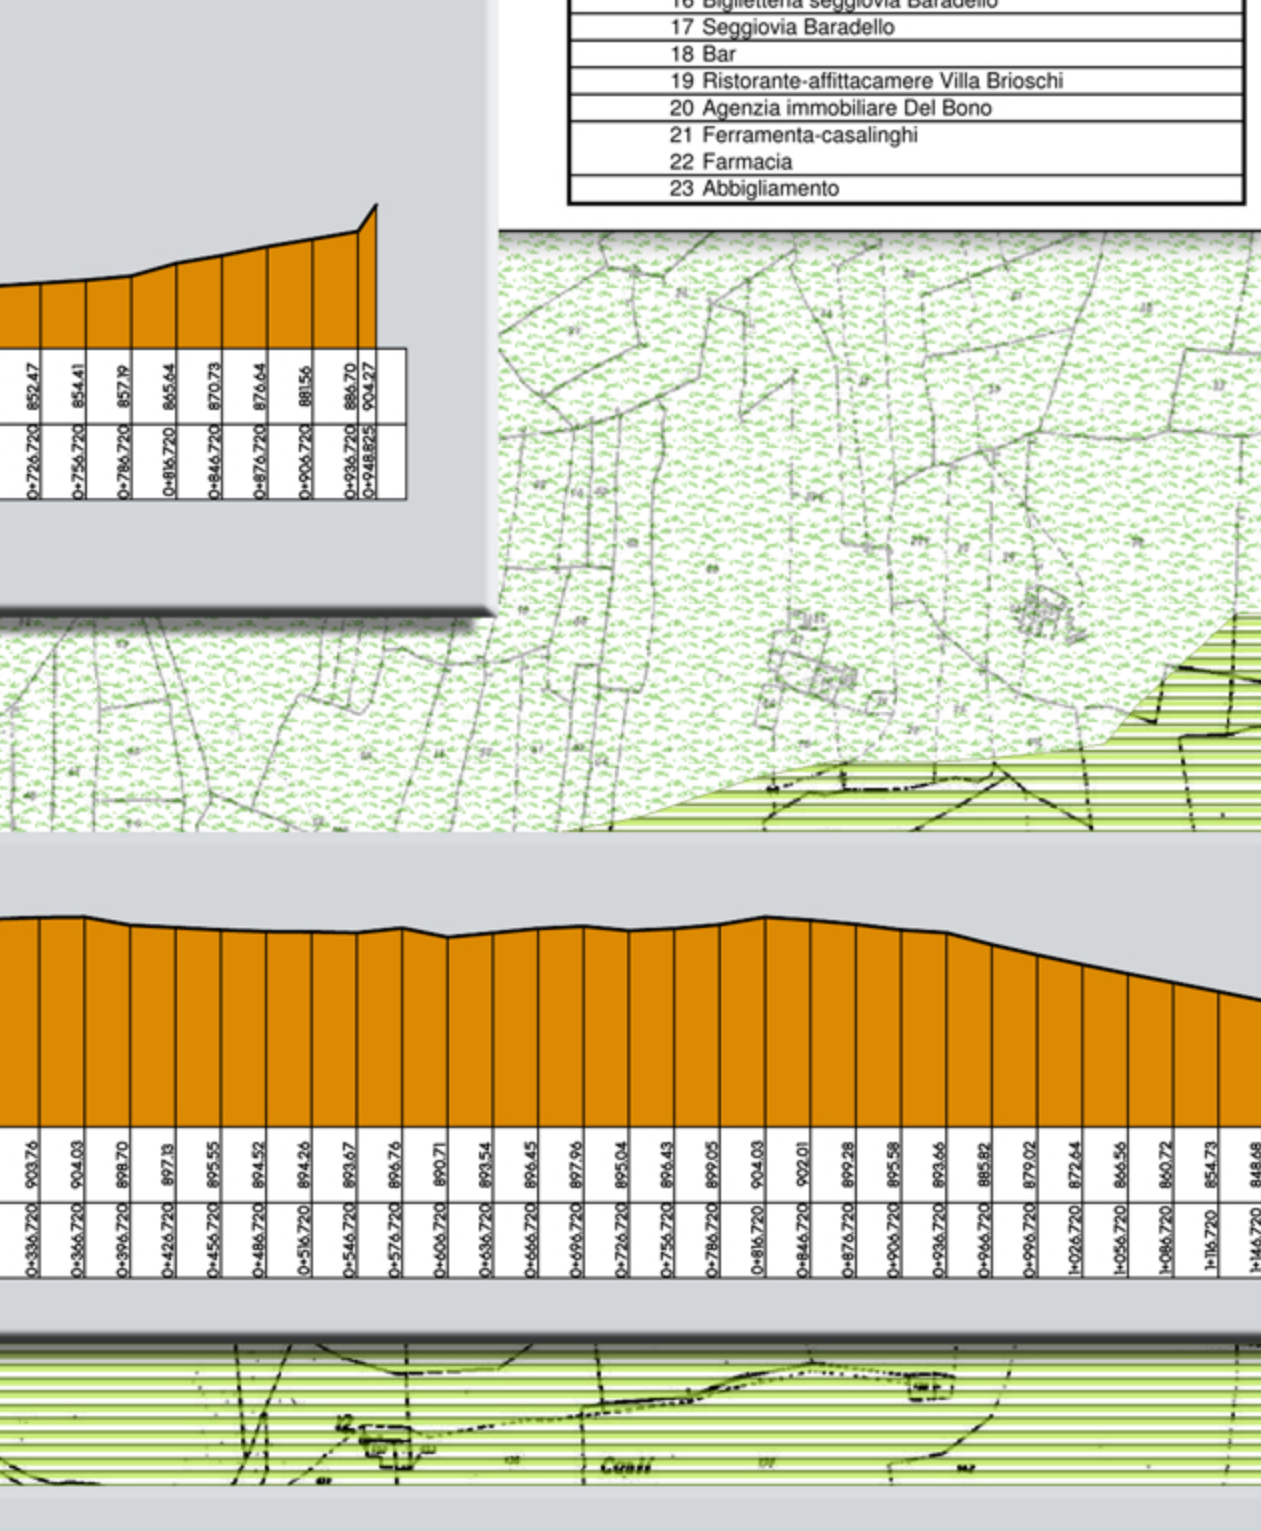 16 Biglietteria seggiovia Baradello
17 Seggiovia Baradello
18 Bar
19 Ristorante-affittacamere Villa Brioschi
20 Agenzia immobiliare Del Bono
21 Ferramenta-casalinghi
22 Farmacia
23 Abbigliamento
852.47 854.41 857.19 865.64 870.73 876.64 881.56 886.70 904.27
0+726.720 0+756.720 0+786.720 0+816.720 0+846.720 0+876.720 0+906.720 0+936.720 0+948.825
903.76 904.03 898.70 897.13 895.55 894.52 894.26 893.67 896.76 890.71 893.54 896.45 897.96 895.04 896.43 899.05 904.03 902.01 899.28 895.58 893.66 885.82 879.02 872.64 866.56 860.72 854.73 848.68
0+336.720 0+366.720 0+396.720 0+426.720 0+456.720 0+486.720 0+516.720 0+546.720 0+576.720 0+606.720 0+636.720 0+666.720 0+696.720 0+726.720 0+756.720 0+786.720 0+816.720 0+846.720 0+876.720 0+906.720 0+936.720 0+966.720 0+996.720 1+026.720 1+056.720 1+086.720 1+116.720 1+146.720